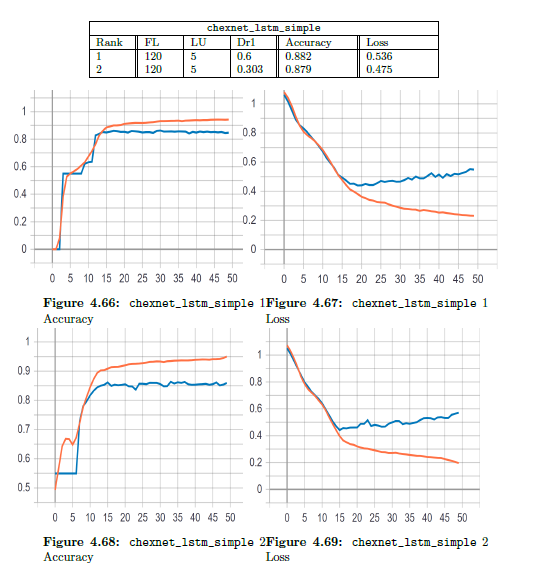 chexnet_lstm_simple
Rank FL LU Dr1 Accuracy Loss
1 120 5 0.6 0.882 0.536
2 120 5 0.303 0.879 0.475
1
0.8
0.6
0.4
0.2
0
0 5 10 15 20 25 30 35 40 45 50
1
0.8
0.6
0.4
0.2
0
0 5 10 15 20 25 30 35 40 45 50
Figure 4.66: chexnet_lstm_simple 1
Accuracy
Figure 4.67: chexnet_lstm_simple 1
Loss
1
0.9
0.8
0.7
0.6
0.5
0 5 10 15 20 25 30 35 40 45 50
1
0.8
0.6
0.4
0.2
0
0 5 10 15 20 25 30 35 40 45 50
Figure 4.68: chexnet_lstm_simple 2
Accuracy
Figure 4.69: chexnet_lstm_simple 2
Loss